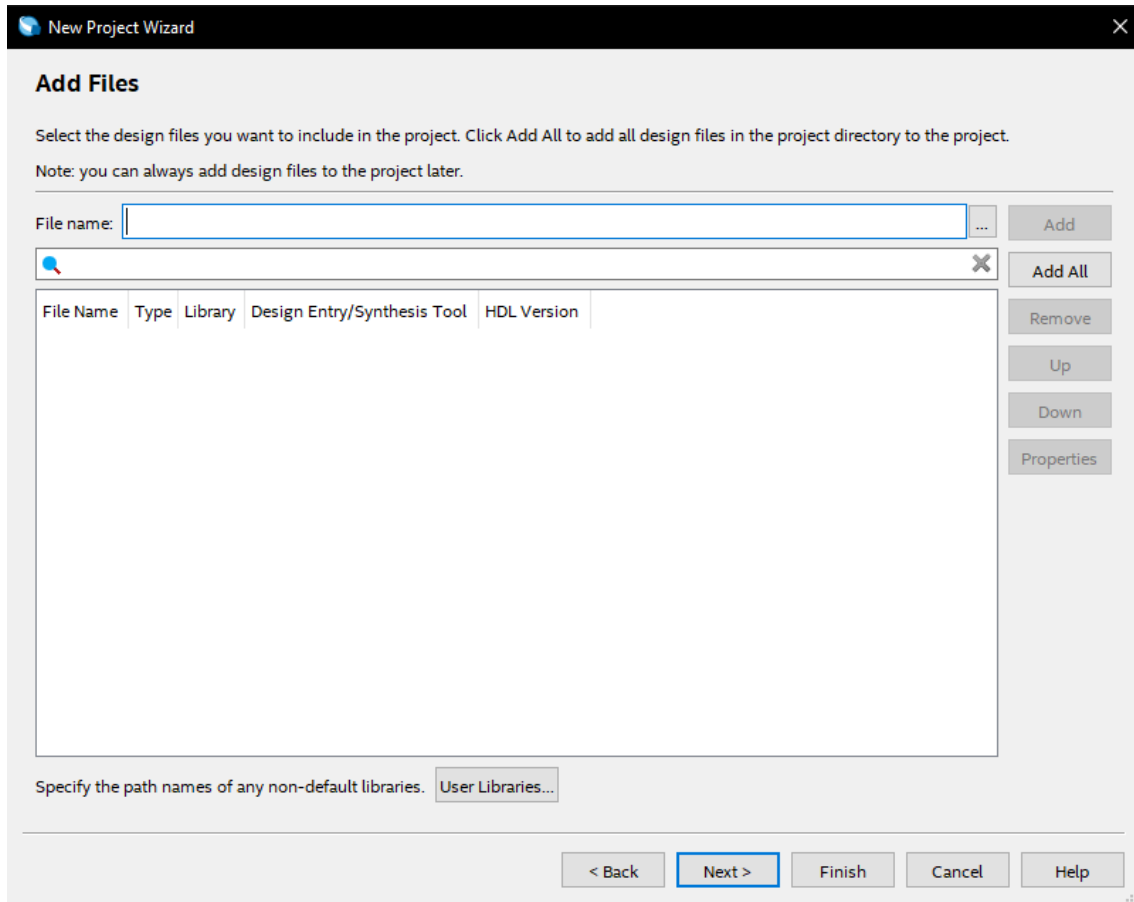 New Project Wizard
Add Files
Select the design files you want to include in the project. Click Add All to add all design files in the project directory to the project.
Note: you can always add design files to the project later.
File name: ... Add
Add All
File Name Type Library Design Entry/Synthesis Tool HDL Version
Remove
Up
Down
Properties
Specify the path names of any non-default libraries. User Libraries...
< Back Next > Finish Cancel Help